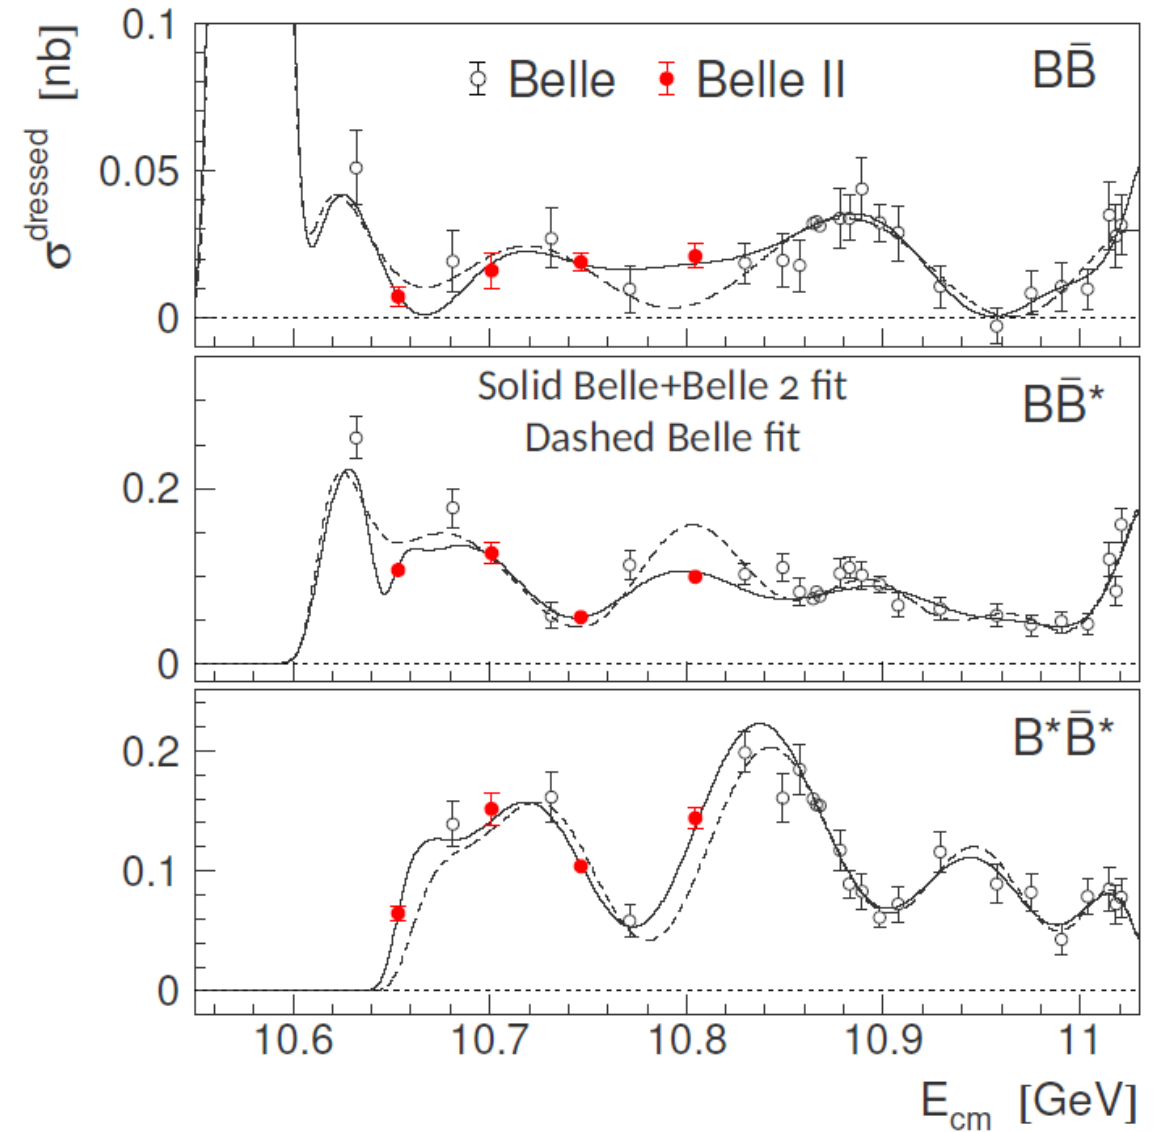 σ^dressed [nb]
0.1
0.05
0
Belle
Belle II
BB̄
0.2
0
Solid Belle+Belle 2 fit
Dashed Belle fit
BB̄*
0.2
0.1
0
B*B̄*
10.6 10.7 10.8 10.9 11
E_cm [GeV]